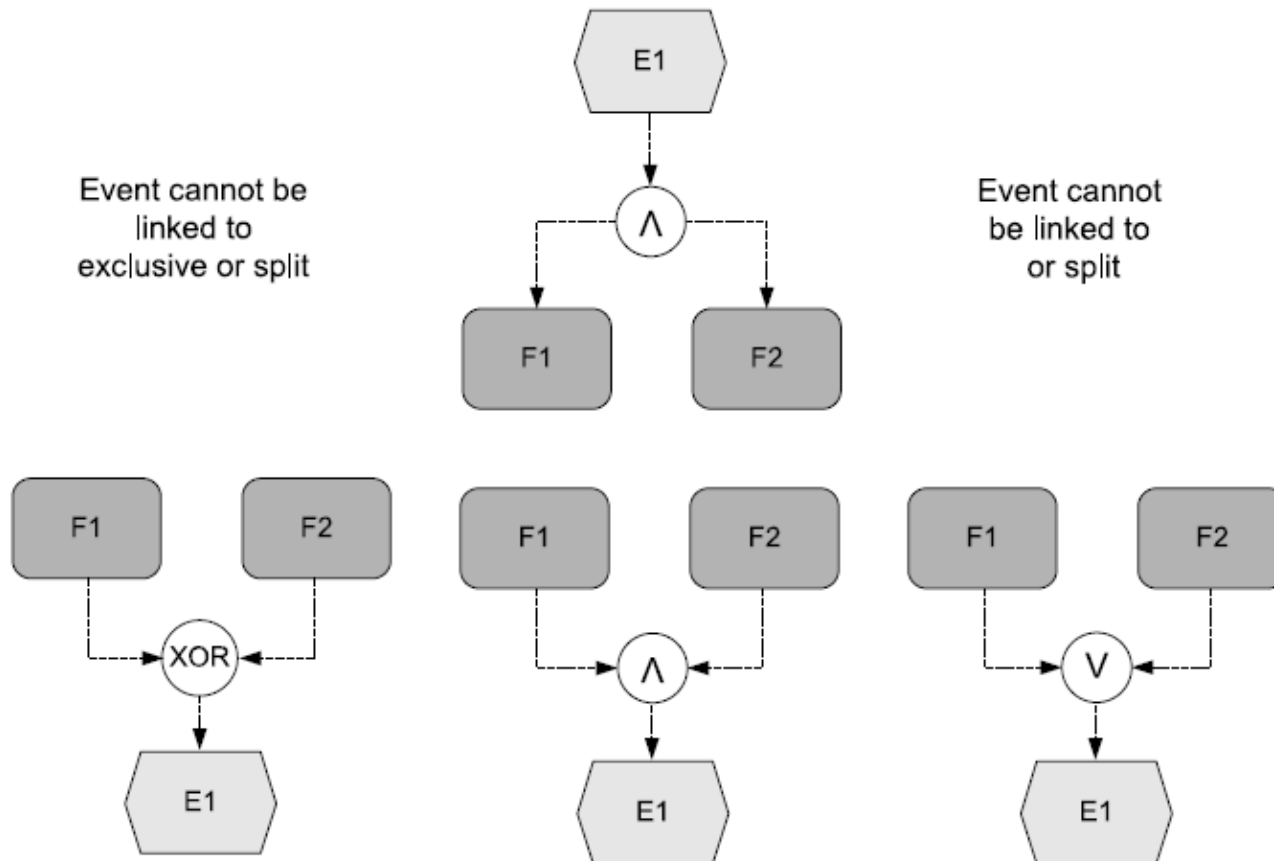 E1
Event cannot be
linked to
exclusive or split
Λ
Event cannot
be linked to
or split
F1
F2
F1
F2
F1
F2
F1
F2
XOR
Λ
V
E1
E1
E1